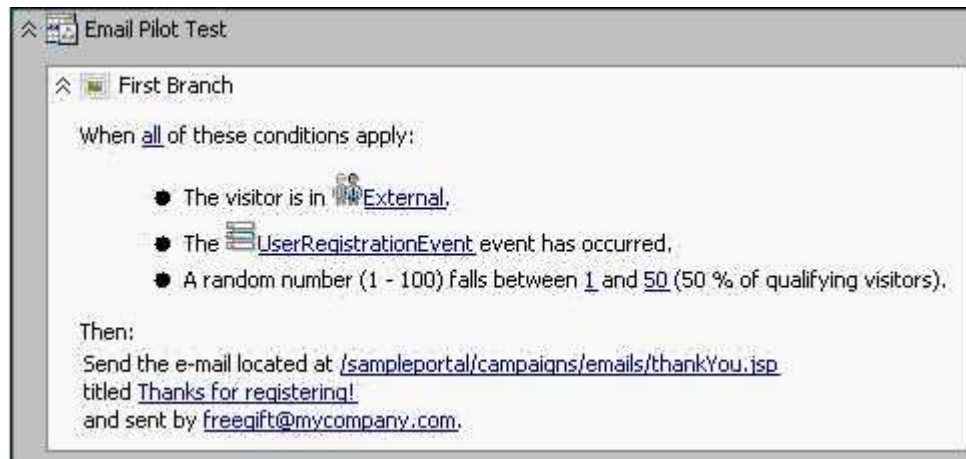 Email Pilot Test
First Branch
When all of these conditions apply:
The visitor is in External.
The UserRegistrationEvent event has occurred.
A random number (1 - 100) falls between 1 and 50 (50 % of qualifying visitors).
Then:
Send the e-mail located at /sampleportal/campaigns/emails/thankYou.jsp
titled Thanks for registering!
and sent by freegift@mycompany.com.